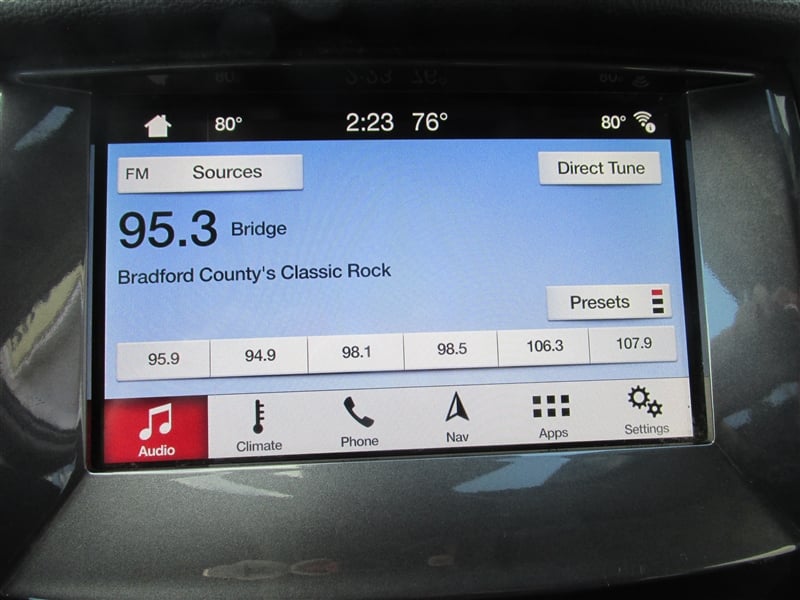 80° 2:23 76° 80°
FM Sources Direct Tune
95.3 Bridge
Bradford County's Classic Rock
Presets
95.9 94.9 98.1 98.5 106.3 107.9
Audio Climate Phone Nav Apps Settings